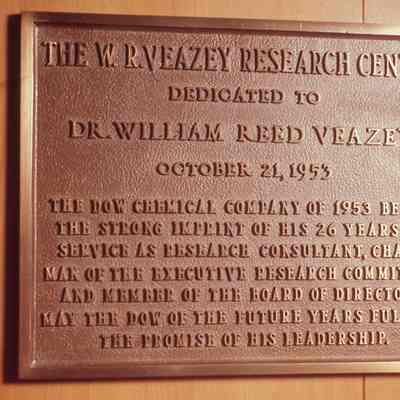 THE W. R. VEAZEY RESEARCH CENT
DEDICATED TO
DR. WILLIAM REED VEAZEY
OCTOBER 21, 1953
THE DOW CHEMICAL COMPANY OF 1953 BE
THE STRONG IMPRINT OF HIS 26 YEARS
SERVICE AS RESEARCH CONSULTANT, CHA
MAN OF THE EXECUTIVE RESEARCH COMMIT
AND MEMBER OF THE BOARD OF DIRECTO
MAY THE DOW OF THE FUTURE YEARS FUL
THE PROMISE OF HIS LEADERSHIP.